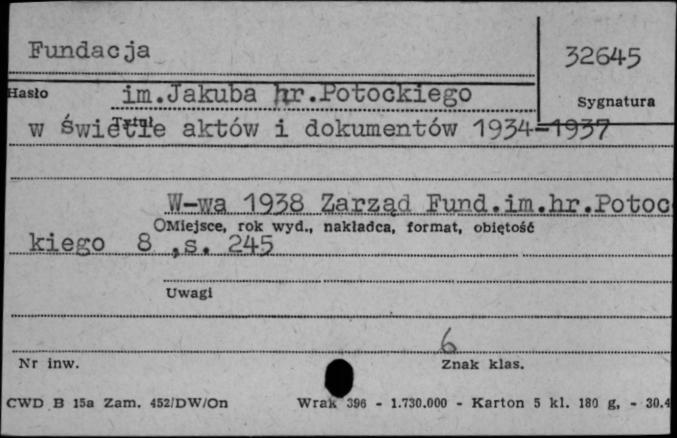 Fundacja
32645
Hasło
im.Jakuba hr.Potockiego
Sygnatura
w świetle aktów i dokumentów 1934-1937
Tytuł
W-wa 1938 Zarząd Fund.im.hr.Potoc
Miejsce, rok wyd., nakładca, format, objętość
kiego 8°,s. 245
Uwagi
6
Nr inw.
Znak klas.
CWD B 15a Zam. 452/DW/On
Wrak 396 - 1.730.000 - Karton 5 kl. 180 g, - 30.4